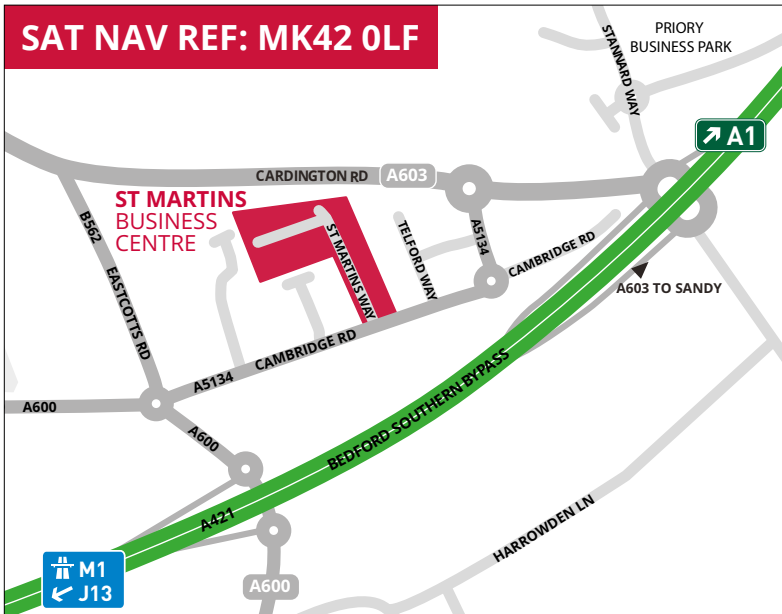 SAT NAV REF: MK42 0LF
PRIORY
BUSINESS PARK
STANNARD WAY
A1
CARDINGTON RD
A603
ST MARTINS
BUSINESS
CENTRE
B562
EASTCOTTS RD
ST MARTINS WAY
TELFORD WAY
A5134
CAMBRIDGE RD
A603 TO SANDY
CAMBRIDGE RD
A5134
A600
A600
BEDFORD SOUTHERN BYPASS
A421
HARROWDEN LN
M1
J13
A600